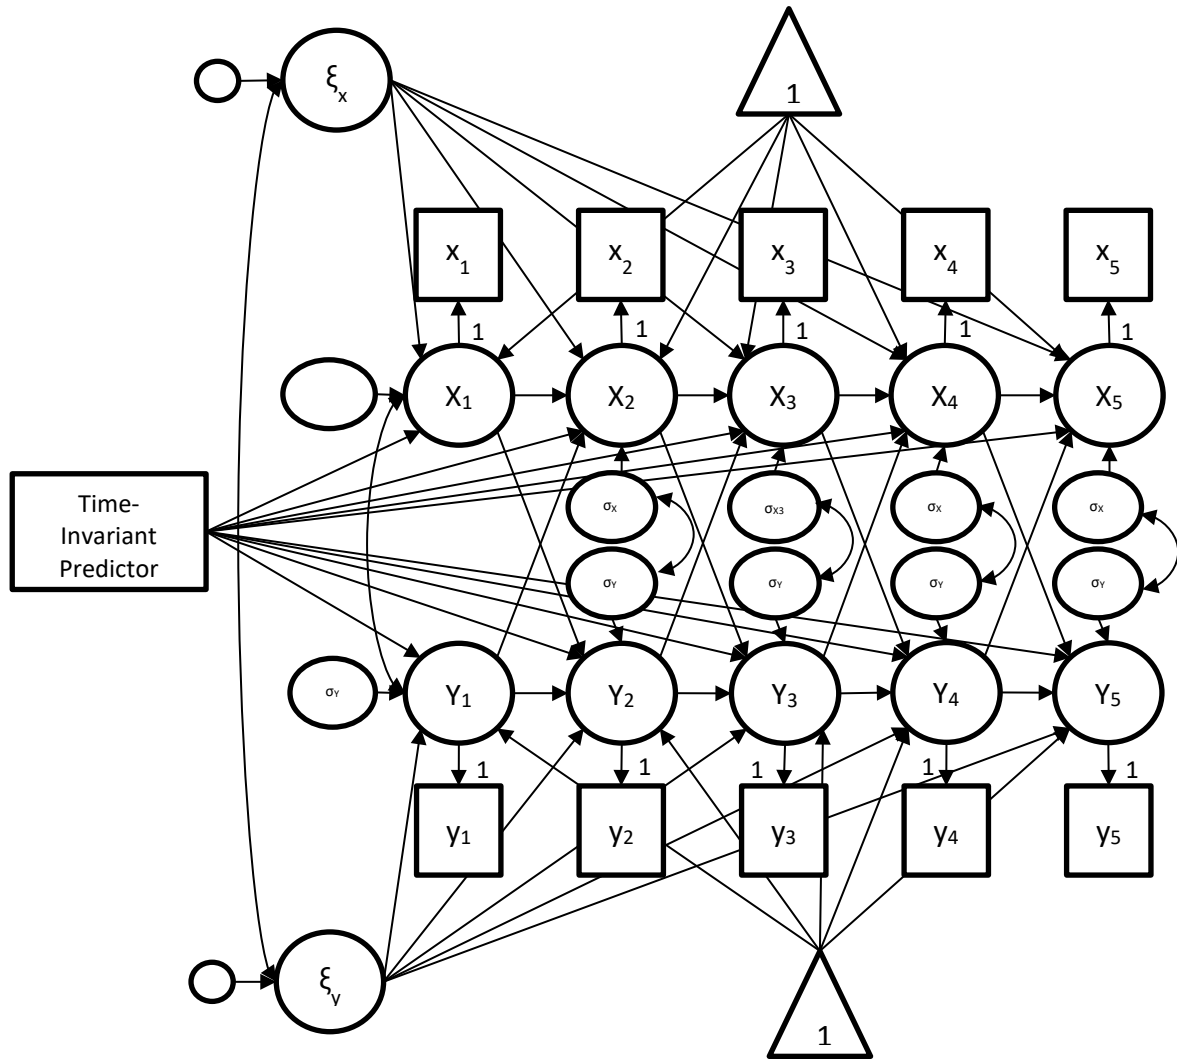 ξx
1
x1
x2
x3
x4
x5
1
1
1
1
1
X1
X2
X3
X4
X5
Time-
Invariant
Predictor
σX
σX3
σX
σX
σY
σY
σY
σY
σY
Y1
Y2
Y3
Y4
Y5
1
1
1
1
1
y1
y2
y3
y4
y5
ξy
1